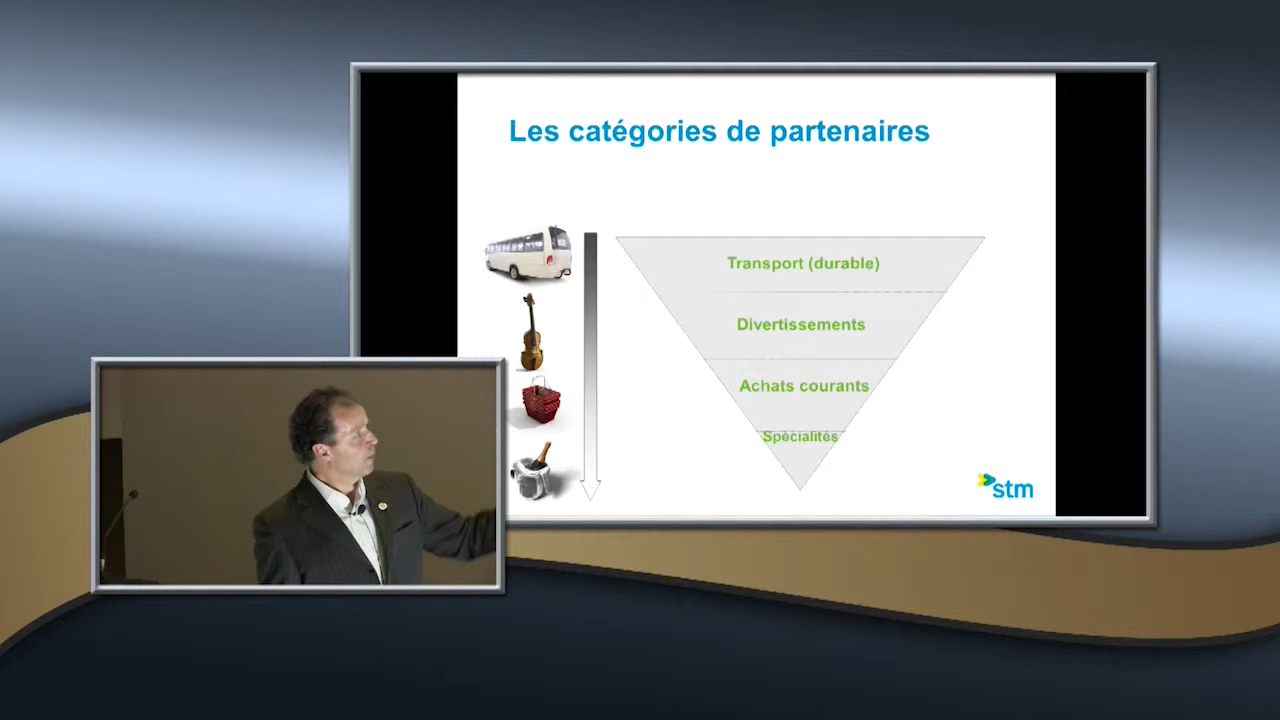 Les catégories de partenaires
Transport (durable)
Divertissements
Achats courants
Spécialités
stm